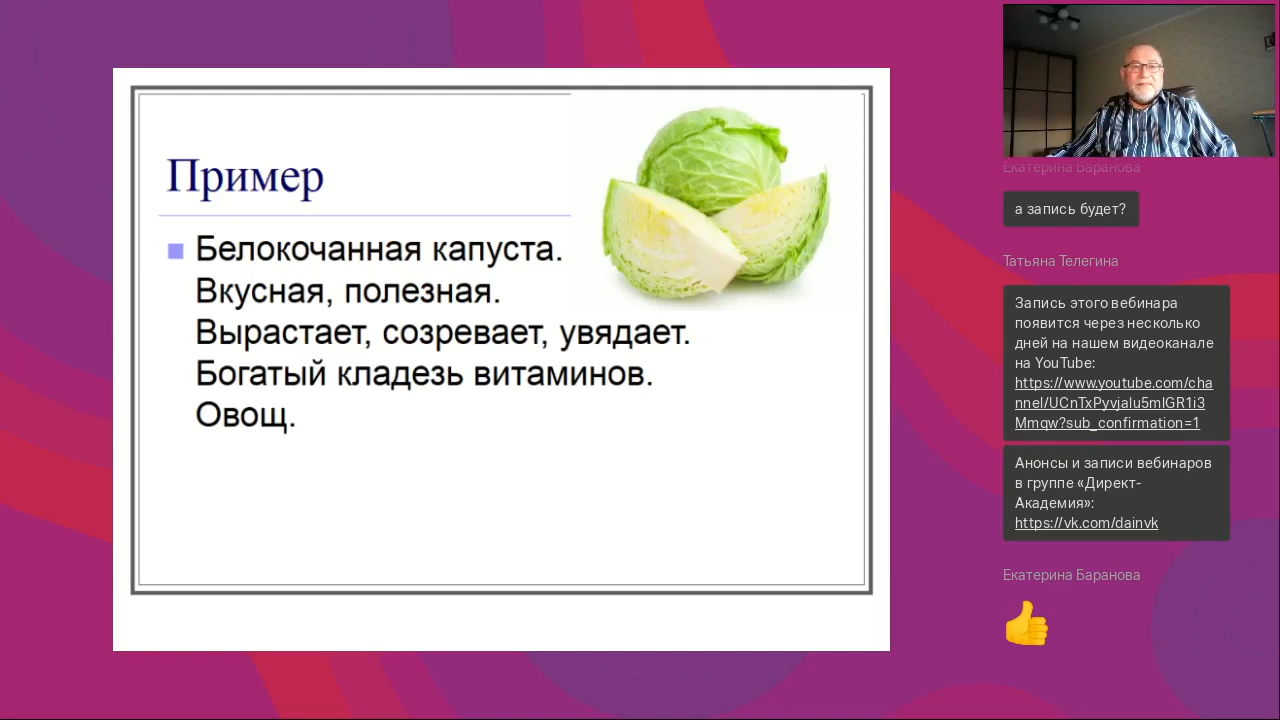 Пример
Белокочанная капуста.
Вкусная, полезная.
Вырастает, созревает, увядает.
Богатый кладезь витаминов.
Овощ.
Екатерина Баранова
а запись будет?
Татьяна Телегина
Запись этого вебинара
появится через несколько
дней на нашем видеоканале
на YouTube:
https://www.youtube.com/cha
nnel/UCnTxPyvjalu5mlGR1i3
Mmqw?sub_confirmation=1
Анонсы и записи вебинаров
в группе «Директ-
Академия»:
https://vk.com/dainvk
Екатерина Баранова